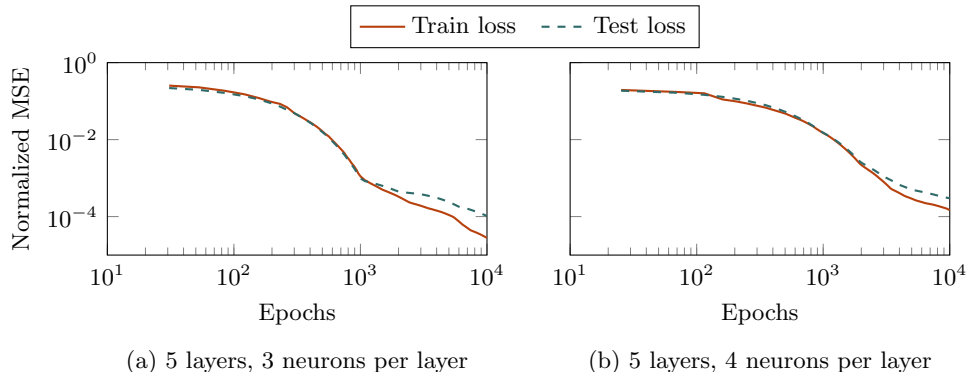 Train loss Test loss
Normalized MSE
10^0
10^−2
10^−4
10^1 10^2 10^3 10^4
10^1 10^2 10^3 10^4
Epochs
Epochs
(a) 5 layers, 3 neurons per layer
(b) 5 layers, 4 neurons per layer